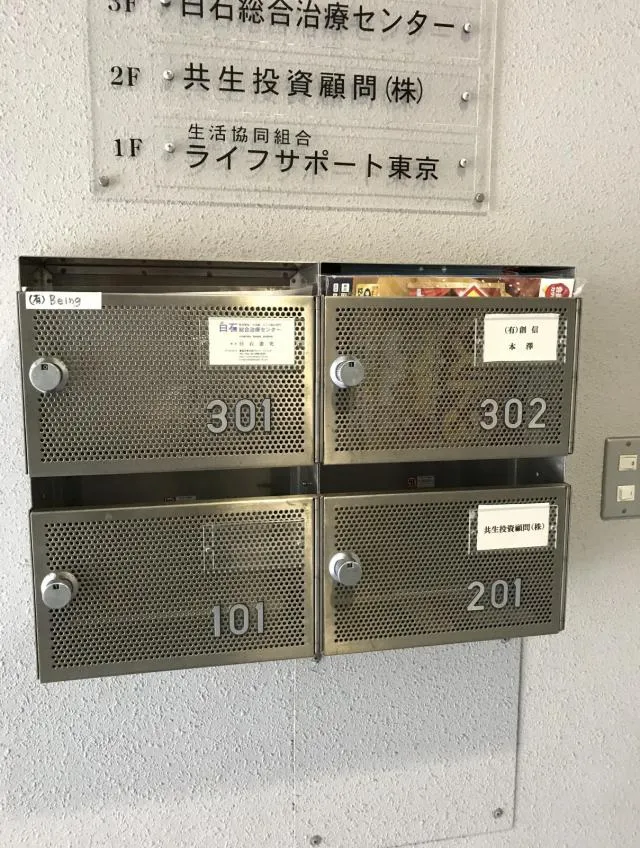 3F 白石総合治療センター
2F 共生投資顧問(株)
生活協同組合
1F ライフサポート東京
(有) Being
白石
総合治療センター
301
(有)創信
本澤
302
101
共生投資顧問(株)
201